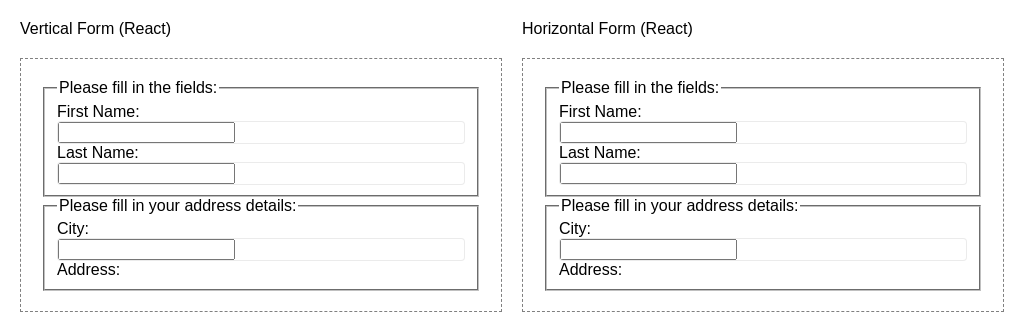 Vertical Form (React)
Please fill in the fields:
First Name:
Last Name:
Please fill in your address details:
City:
Address:
Horizontal Form (React)
Please fill in the fields:
First Name:
Last Name:
Please fill in your address details:
City:
Address: